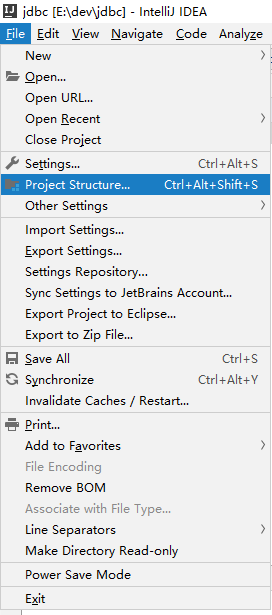 jdbc [E:\dev\jdbc] - IntelliJ IDEA
File Edit View Navigate Code Analyze
New
Open...
Open URL...
Open Recent
Close Project
Settings... Ctrl+Alt+S
Project Structure... Ctrl+Alt+Shift+S
Other Settings
Import Settings...
Export Settings...
Settings Repository...
Sync Settings to JetBrains Account...
Export Project to Eclipse...
Export to Zip File...
Save All Ctrl+S
Synchronize Ctrl+Alt+Y
Invalidate Caches / Restart...
Print...
Add to Favorites
File Encoding
Remove BOM
Associate with File Type...
Line Separators
Make Directory Read-only
Power Save Mode
Exit